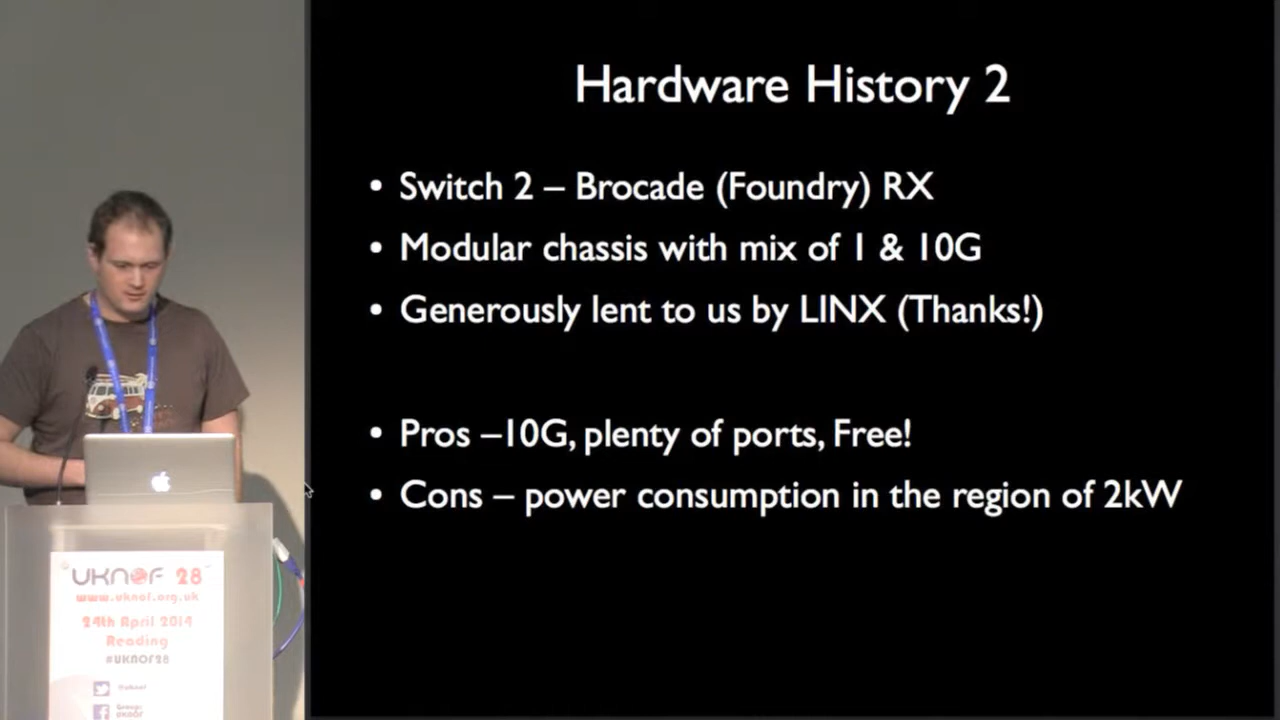 Hardware History 2
• Switch 2 – Brocade (Foundry) RX
• Modular chassis with mix of 1 & 10G
• Generously lent to us by LINX (Thanks!)
• Pros –10G, plenty of ports, Free!
• Cons – power consumption in the region of 2kW
UKNOF 28
www.uknof.org.uk
24th April 2014
Reading
#UKNOF28